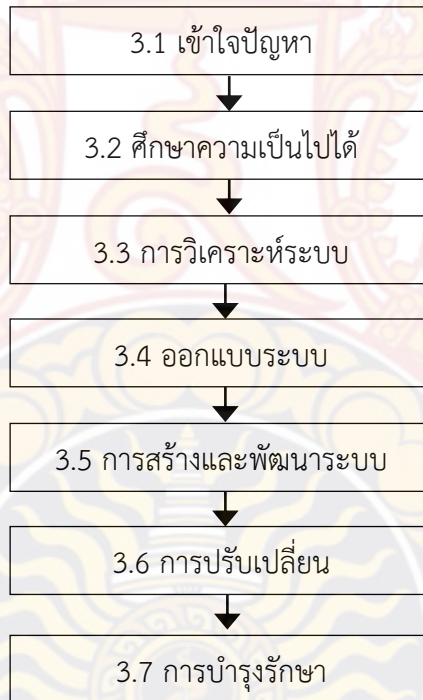 3.1 เข้าใจปัญหา
3.2 ศึกษาความเป็นไปได้
3.3 การวิเคราะห์ระบบ
3.4 ออกแบบระบบ
3.5 การสร้างและพัฒนาระบบ
3.6 การปรับเปลี่ยน
3.7 การบำรุงรักษา